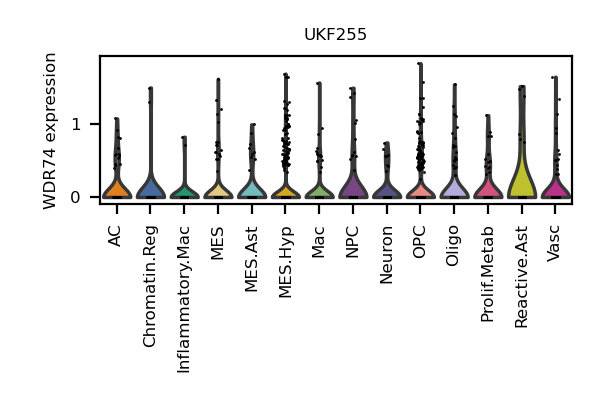 UKF255
WDR74 expression
1
0
AC
Chromatin.Reg
Inflammatory.Mac
MES
MES.Ast
MES.Hyp
Mac
NPC
Neuron
OPC
Oligo
Prolif.Metab
Reactive.Ast
Vasc